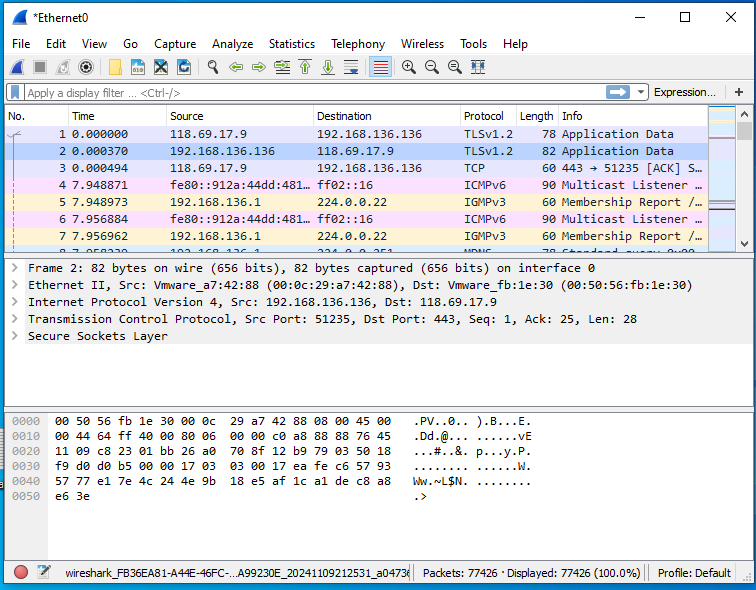 *Ethernet0
File Edit View Go Capture Analyze Statistics Telephony Wireless Tools Help
Apply a display filter ... <Ctrl-/> Expression... +
No. Time Source Destination Protocol Length Info
1 0.000000 118.69.17.9 192.168.136.136 TLSv1.2 78 Application Data
2 0.000370 192.168.136.136 118.69.17.9 TLSv1.2 82 Application Data
3 0.000494 118.69.17.9 192.168.136.136 TCP 60 443 → 51235 [ACK] S…
4 7.948871 fe80::912a:44dd:481… ff02::16 ICMPv6 90 Multicast Listener …
5 7.948973 192.168.136.1 224.0.0.22 IGMPv3 60 Membership Report /…
6 7.956884 fe80::912a:44dd:481… ff02::16 ICMPv6 90 Multicast Listener …
7 7.956962 192.168.136.1 224.0.0.22 IGMPv3 60 Membership Report /…
Frame 2: 82 bytes on wire (656 bits), 82 bytes captured (656 bits) on interface 0
Ethernet II, Src: Vmware_a7:42:88 (00:0c:29:a7:42:88), Dst: Vmware_fb:1e:30 (00:50:56:fb:1e:30)
Internet Protocol Version 4, Src: 192.168.136.136, Dst: 118.69.17.9
Transmission Control Protocol, Src Port: 51235, Dst Port: 443, Seq: 1, Ack: 25, Len: 28
Secure Sockets Layer
0000 00 50 56 fb 1e 30 00 0c 29 a7 42 88 08 00 45 00 .PV..0.. ).B...E.
0010 00 44 64 ff 40 00 80 06 00 00 c0 a8 88 88 76 45 .Dd.@... ......vE
0020 11 09 c8 23 01 bb 26 a0 70 8f 12 b9 79 03 50 18 ...#..&. p...y.P.
0030 f9 d0 d0 b5 00 00 17 03 03 00 17 ea fe c6 57 93 ........ ......W.
0040 57 77 e1 7e 4c 24 4e 9b 18 e5 af 1c a1 de c8 a8 Ww.~L$N. ........
0050 e6 3e .>
wireshark_FB36EA81-A44E-46FC-…A99230E_20241109212531_a0473 Packets: 77426 · Displayed: 77426 (100.0%) Profile: Default